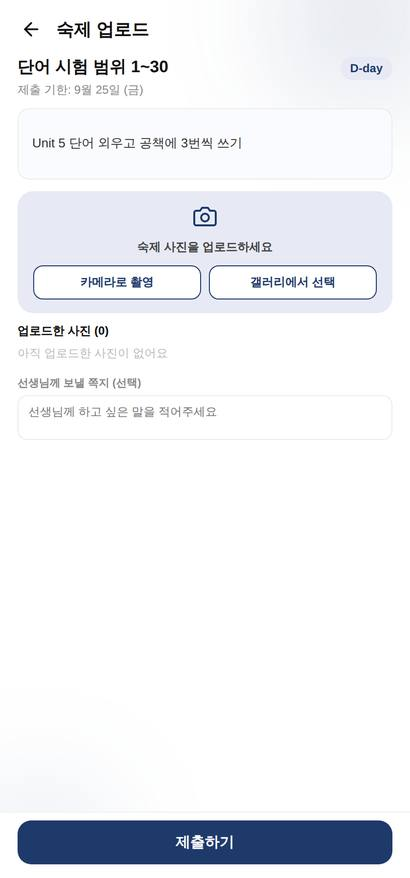 숙제 업로드
단어 시험 범위 1~30
D-day
제출 기한: 9월 25일 (금)
Unit 5 단어 외우고 공책에 3번씩 쓰기
숙제 사진을 업로드하세요
카메라로 촬영
갤러리에서 선택
업로드한 사진 (0)
아직 업로드한 사진이 없어요
선생님께 보낼 쪽지 (선택)
선생님께 하고 싶은 말을 적어주세요
제출하기